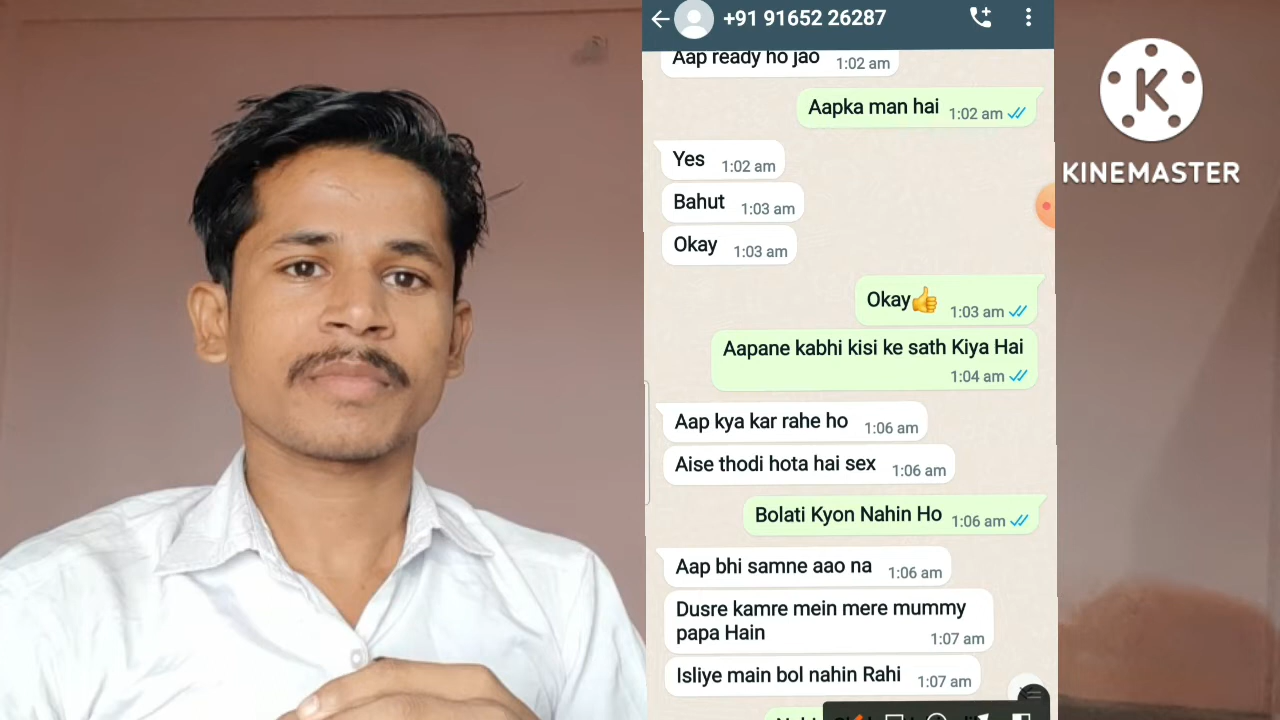 +91 91652 26287
Aap ready ho jao 1:02 am
Aapka man hai 1:02 am
Yes 1:02 am
Bahut 1:03 am
Okay 1:03 am
Okay👍 1:03 am
Aapane kabhi kisi ke sath Kiya Hai
1:04 am
Aap kya kar rahe ho 1:06 am
Aise thodi hota hai sex 1:06 am
Bolati Kyon Nahin Ho 1:06 am
Aap bhi samne aao na 1:06 am
Dusre kamre mein mere mummy
papa Hain 1:07 am
Isliye main bol nahin Rahi 1:07 am
K
KINEMASTER